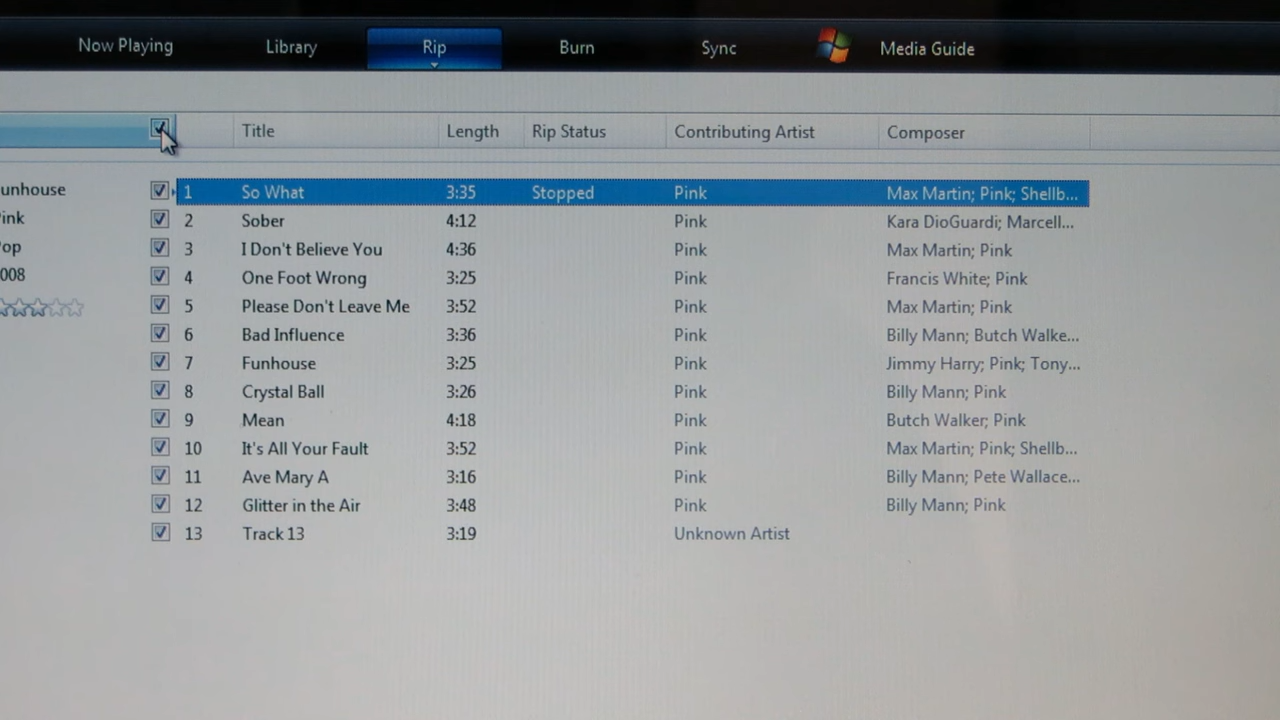 Now Playing Library Rip Burn Sync Media Guide
Title Length Rip Status Contributing Artist Composer
unhouse 1 So What 3:35 Stopped Pink Max Martin; Pink; Shellb...
ink 2 Sober 4:12 Pink Kara DioGuardi; Marcell...
op 3 I Don't Believe You 4:36 Pink Max Martin; Pink
008 4 One Foot Wrong 3:25 Pink Francis White; Pink
5 Please Don't Leave Me 3:52 Pink Max Martin; Pink
6 Bad Influence 3:36 Pink Billy Mann; Butch Walke...
7 Funhouse 3:25 Pink Jimmy Harry; Pink; Tony...
8 Crystal Ball 3:26 Pink Billy Mann; Pink
9 Mean 4:18 Pink Butch Walker; Pink
10 It's All Your Fault 3:52 Pink Max Martin; Pink; Shellb...
11 Ave Mary A 3:16 Pink Billy Mann; Pete Wallace...
12 Glitter in the Air 3:48 Pink Billy Mann; Pink
13 Track 13 3:19 Unknown Artist